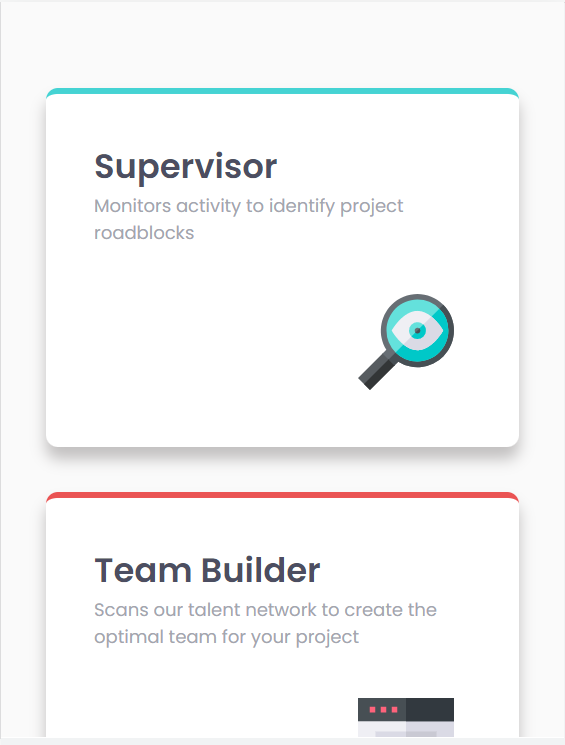 Supervisor
Monitors activity to identify project
roadblocks
Team Builder
Scans our talent network to create the
optimal team for your project